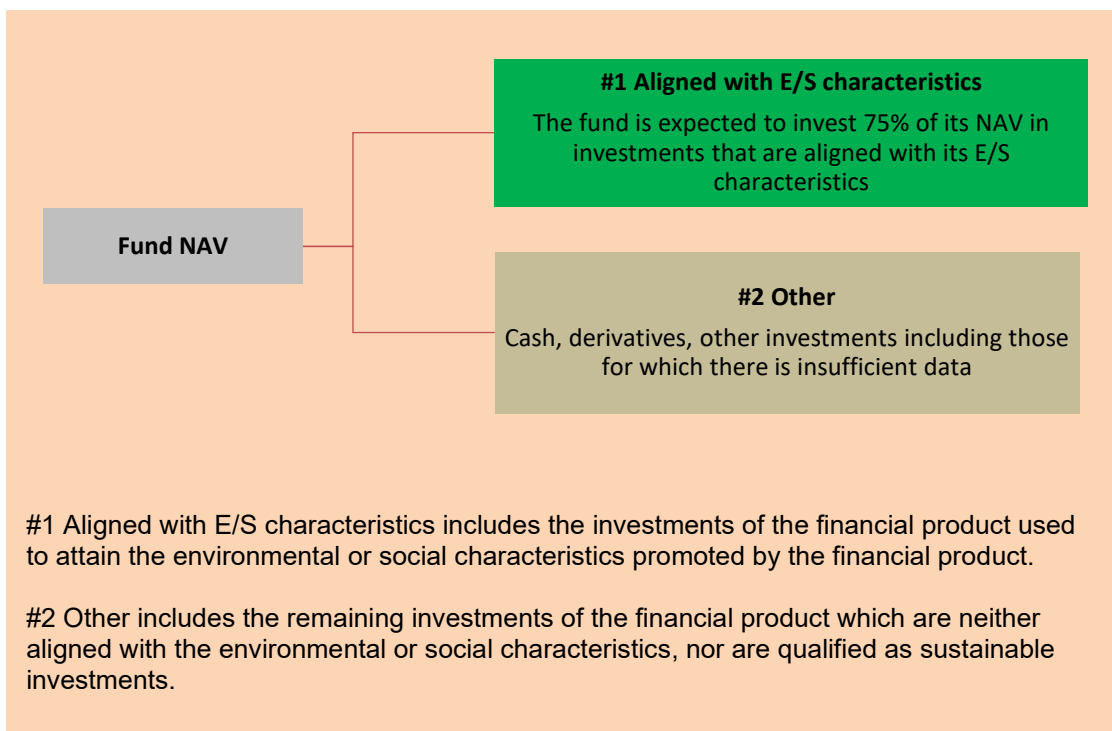 #1 Aligned with E/S characteristics
The fund is expected to invest 75% of its NAV in
investments that are aligned with its E/S
characteristics
Fund NAV
#2 Other
Cash, derivatives, other investments including those
for which there is insufficient data
#1 Aligned with E/S characteristics includes the investments of the financial product used
to attain the environmental or social characteristics promoted by the financial product.
#2 Other includes the remaining investments of the financial product which are neither
aligned with the environmental or social characteristics, nor are qualified as sustainable
investments.